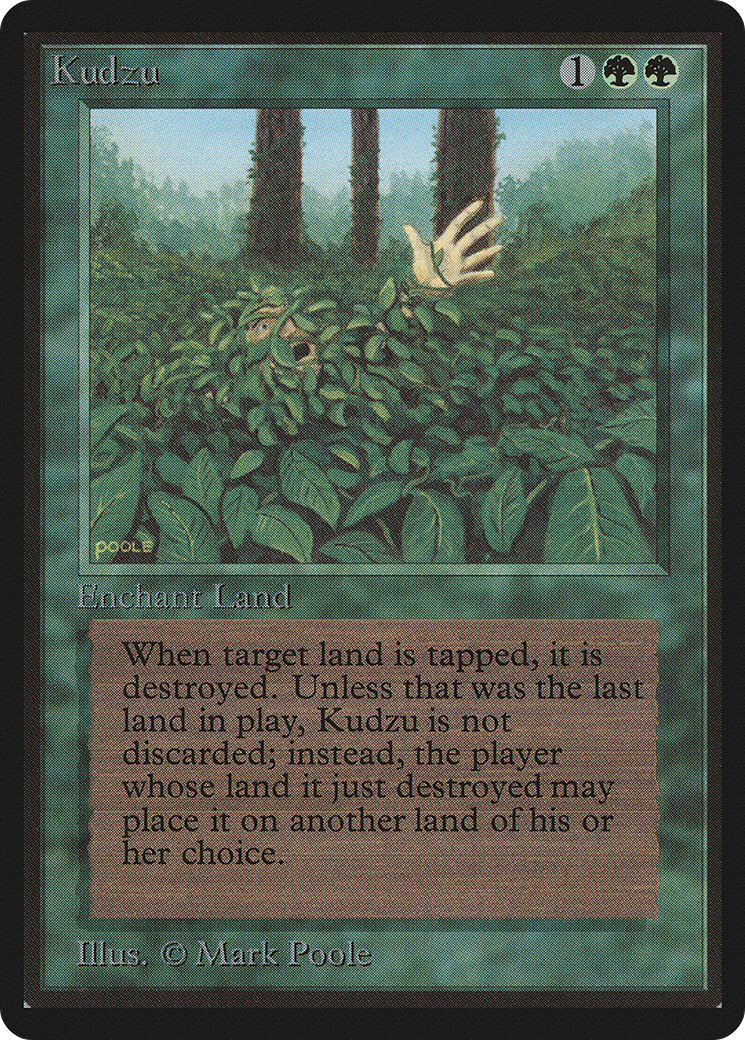 Kudzu 1
POOLE
Enchant Land
When target land is tapped, it is
destroyed. Unless that was the last
land in play, Kudzu is not
discarded; instead, the player
whose land it just destroyed may
place it on another land of his or
her choice.
Illus. © Mark Poole